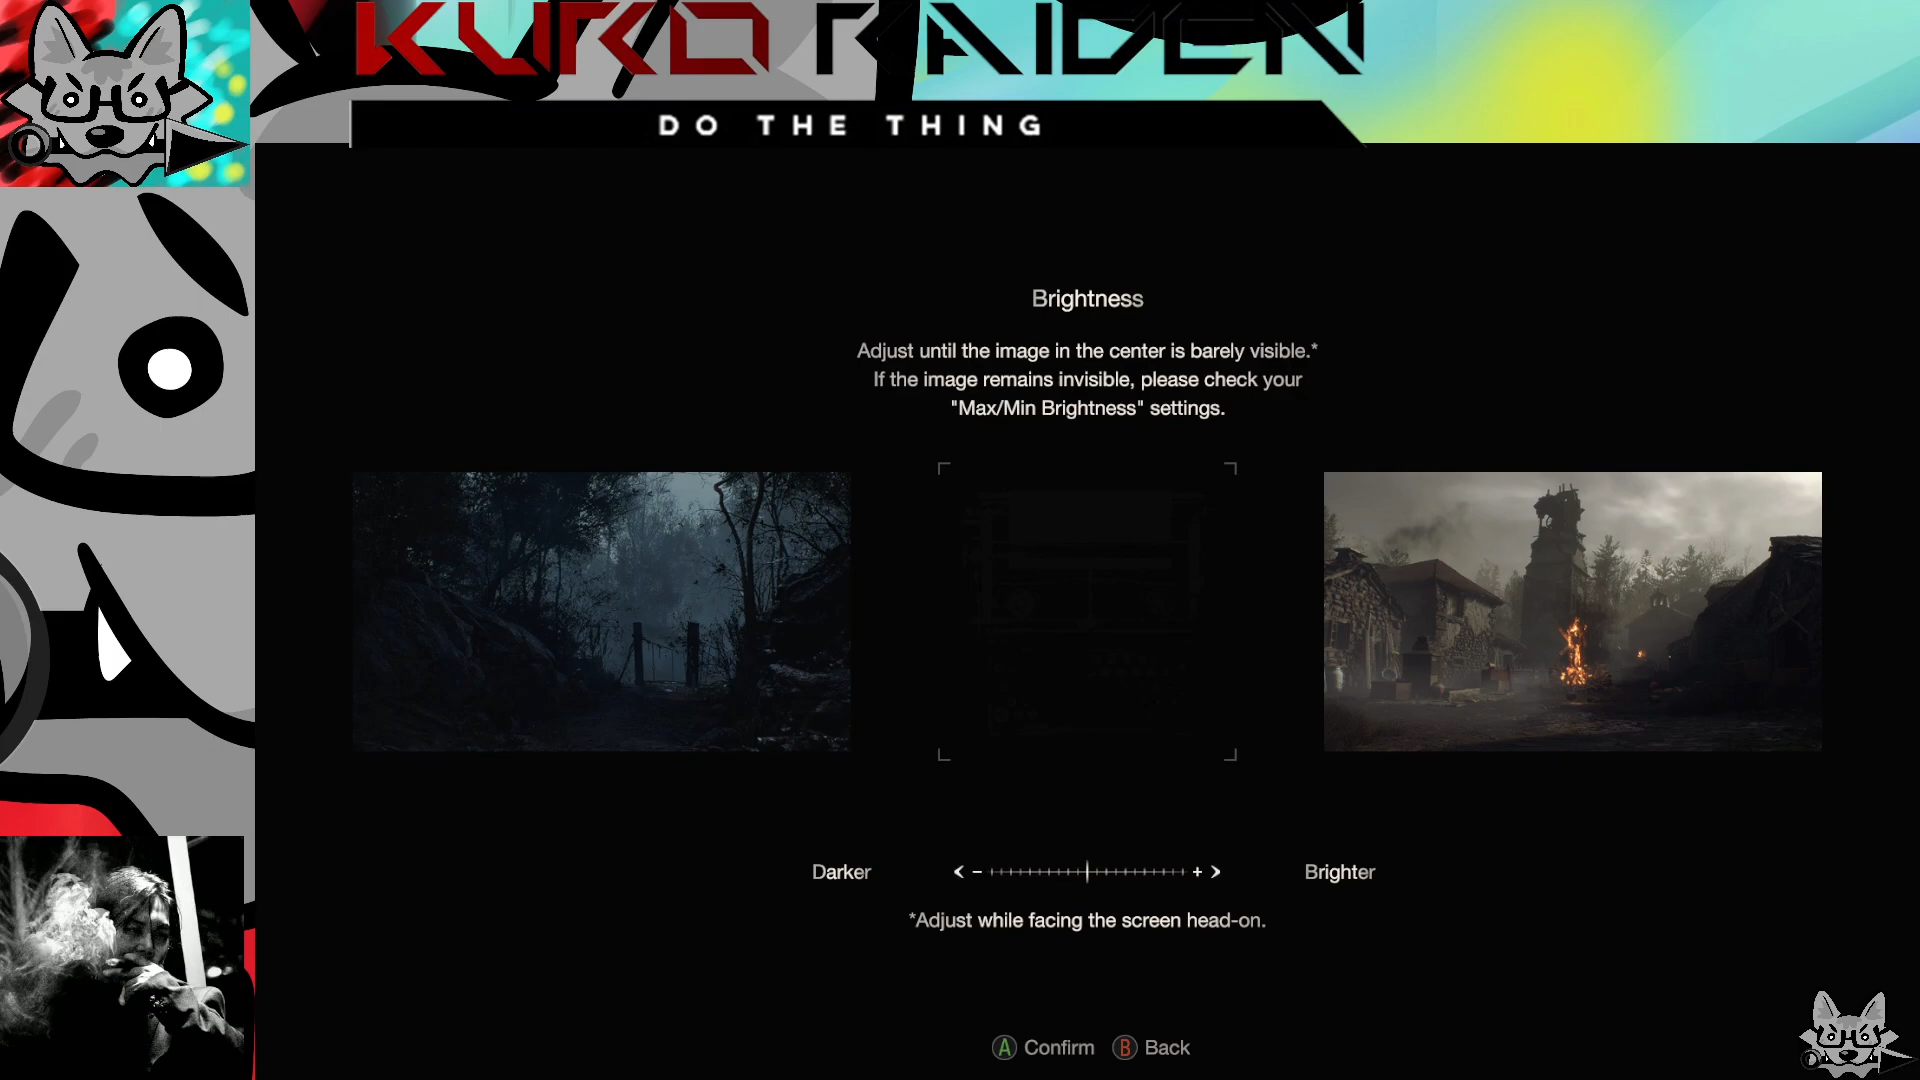 KURO RAIDEN
DO THE THING
Brightness
Adjust until the image in the center is barely visible.*
If the image remains invisible, please check your
"Max/Min Brightness" settings.
Darker
< − + >
Brighter
*Adjust while facing the screen head-on.
A Confirm B Back